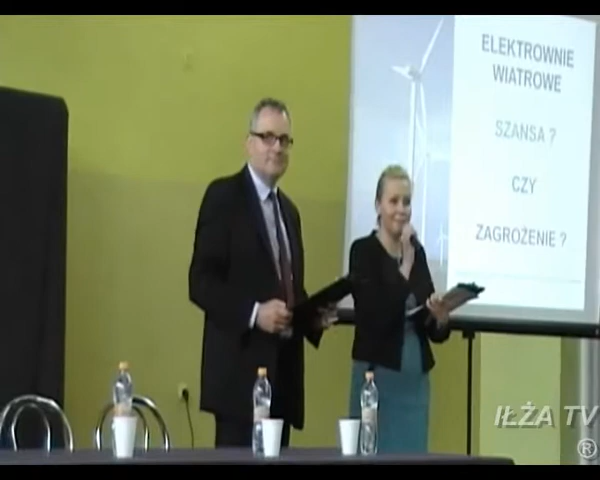 ELEKTROWNIE
WIATROWE
SZANSA ?
CZY
ZAGROŻENIE ?
IŁŻA TV
®